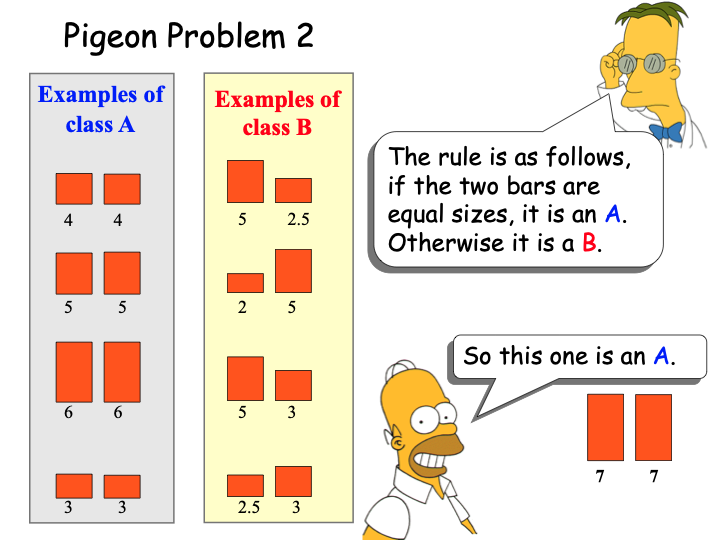 Pigeon Problem 2
Examples of
class A
4 4
5 5
6 6
3 3
Examples of
class B
5 2.5
2 5
5 3
2.5 3
The rule is as follows,
if the two bars are
equal sizes, it is an A.
Otherwise it is a B.
So this one is an A.
7 7